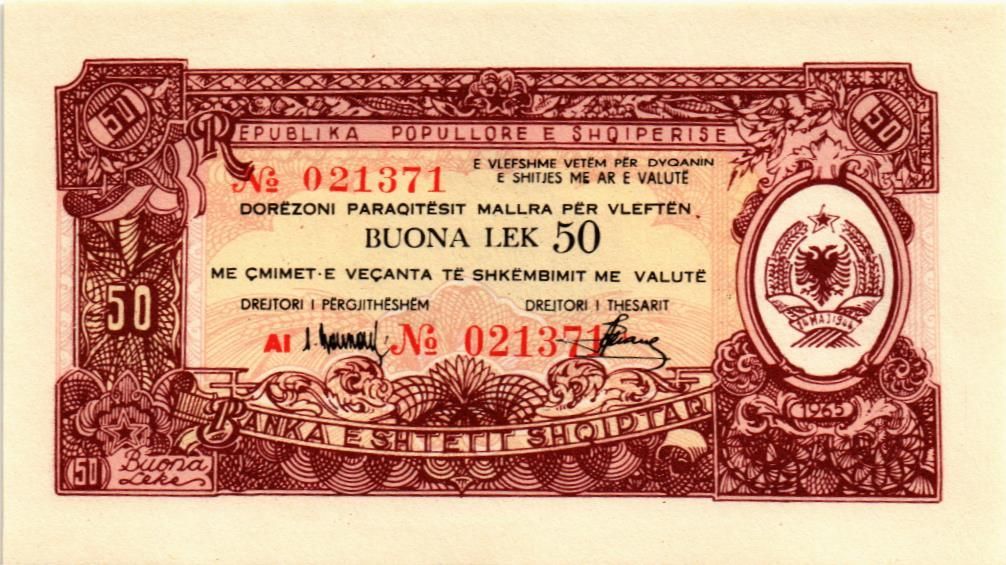 50 50
REPUBLIKA POPULLORE E SHQIPERISE
E VLEFSHME VETËM PËR DYQANIN
E SHITJES ME AR E VALUTË
№ 021371
DORËZONI PARAQITËSIT MALLRA PËR VLEFTËN
BUONA LEK 50
ME ÇMIMET·E VEÇANTA TË SHKËMBIMIT ME VALUTË
50
DREJTORI I PËRGJITHËSHËM DREJTORI I THESARIT
AI № 021371
BANKA E SHTETIT SHQIPTAR
1965
50 Buona
Leke